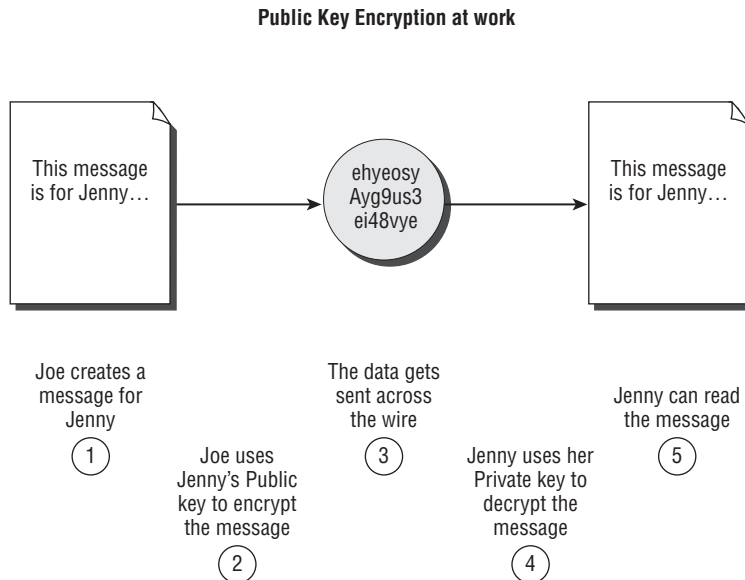 Public Key Encryption at work
This message
is for Jenny…
ehyeosy
Ayg9us3
ei48vye
This message
is for Jenny…
Joe creates a
message for
Jenny
1
Joe uses
Jenny’s Public
key to encrypt
the message
2
The data gets
sent across
the wire
3
Jenny uses her
Private key to
decrypt the
message
4
Jenny can read
the message
5